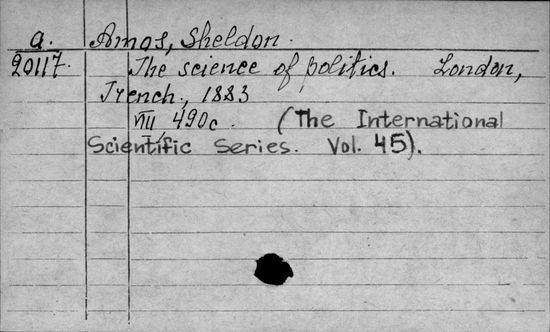 a. Amos, Sheldon.
20117. The science of politics. London,
Trench, 1883
VIII, 490c. (The International
Scientific Series. Vol. 45).